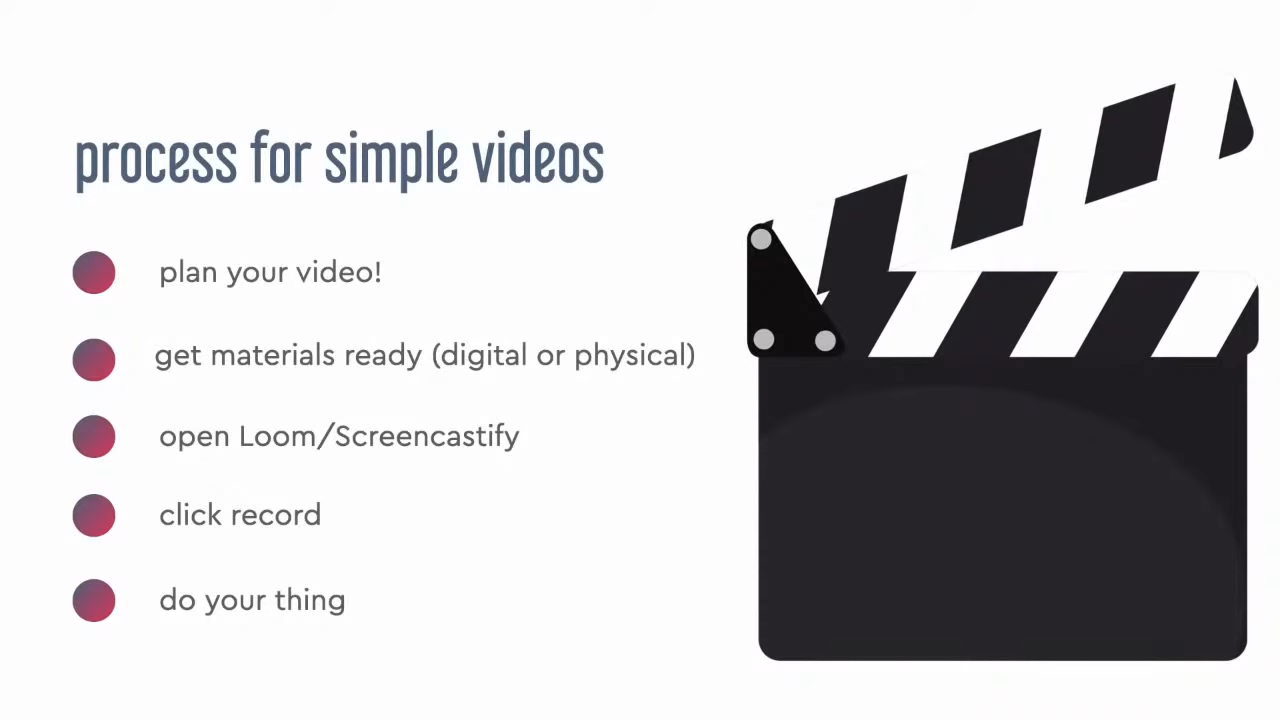 process for simple videos
plan your video!
get materials ready (digital or physical)
open Loom/Screencastify
click record
do your thing